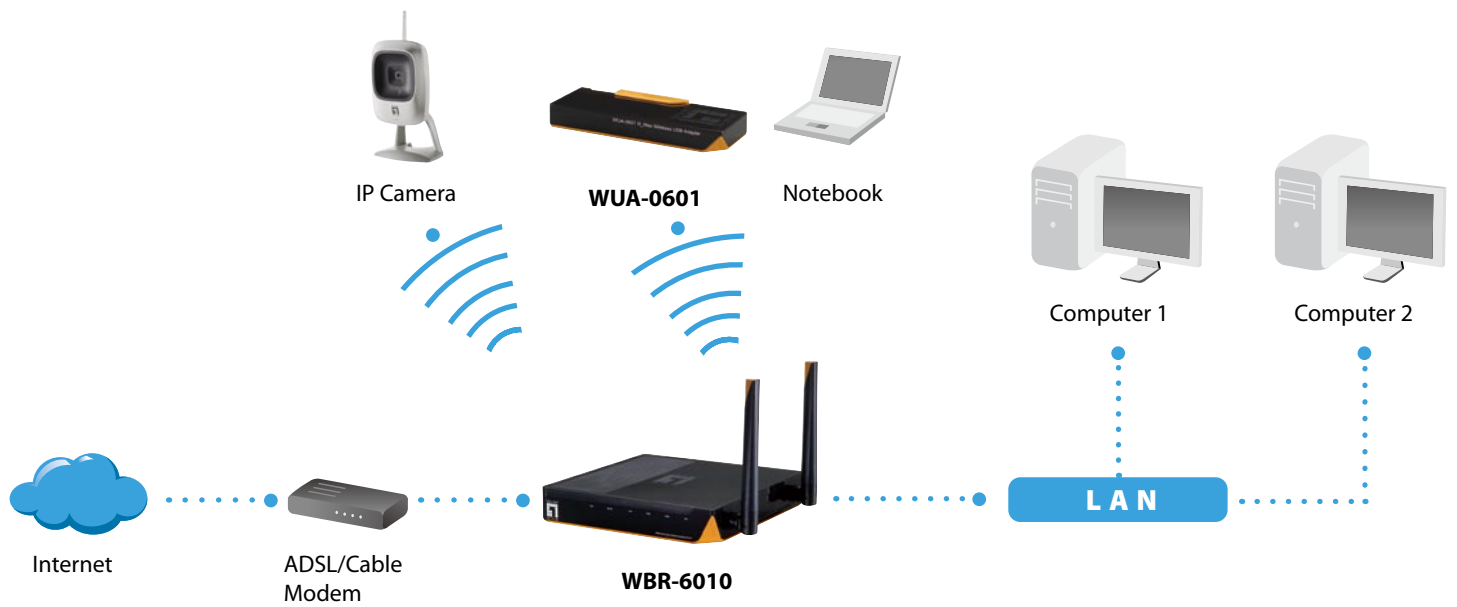 IP Camera
WUA-0601
Notebook
Computer 1
Computer 2
LAN
Internet
ADSL/Cable
Modem
WBR-6010